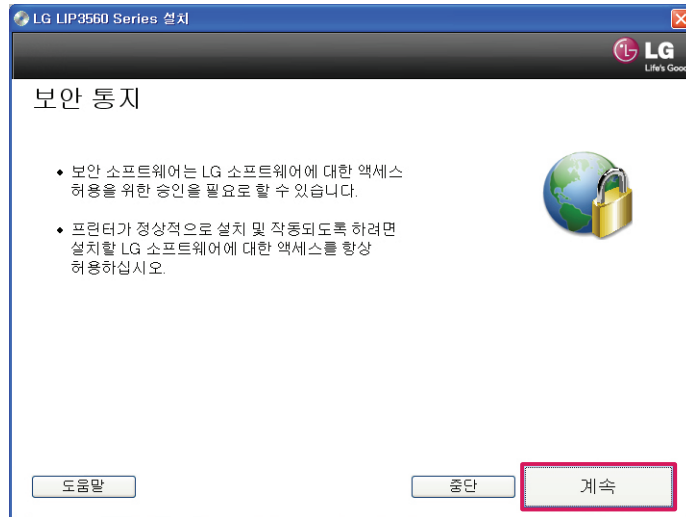 LG LIP3560 Series 설치
LG
Life's Good
보안 통지
◆ 보안 소프트웨어는 LG 소프트웨어에 대한 액세스
허용을 위한 승인을 필요로 할 수 있습니다.
◆ 프린터가 정상적으로 설치 및 작동되도록 하려면
설치할 LG 소프트웨어에 대한 액세스를 항상
허용하십시오.
도움말
중단
계속